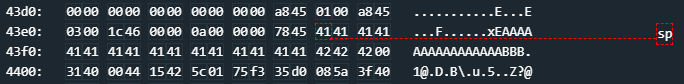 43d0: 0000 0000 0000 0000 a845 0100 a845 ...........E...E
43e0: 0300 1c46 0000 0a00 0000 7845 4141 4141 ...F......xEAAAA sp
43f0: 4141 4141 4141 4141 4141 4141 4242 4200 AAAAAAAAAAAABBB.
4400: 3140 0044 1542 5c01 75f3 35d0 085a 3f40 1@.D.B\.u.5..Z?@